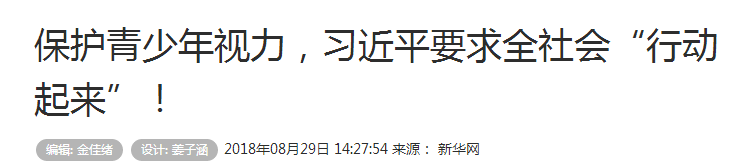 保护青少年视力，习近平要求全社会“行动
起来”！
编辑: 金佳绪 设计: 姜子涵 2018年08月29日 14:27:54 来源： 新华网